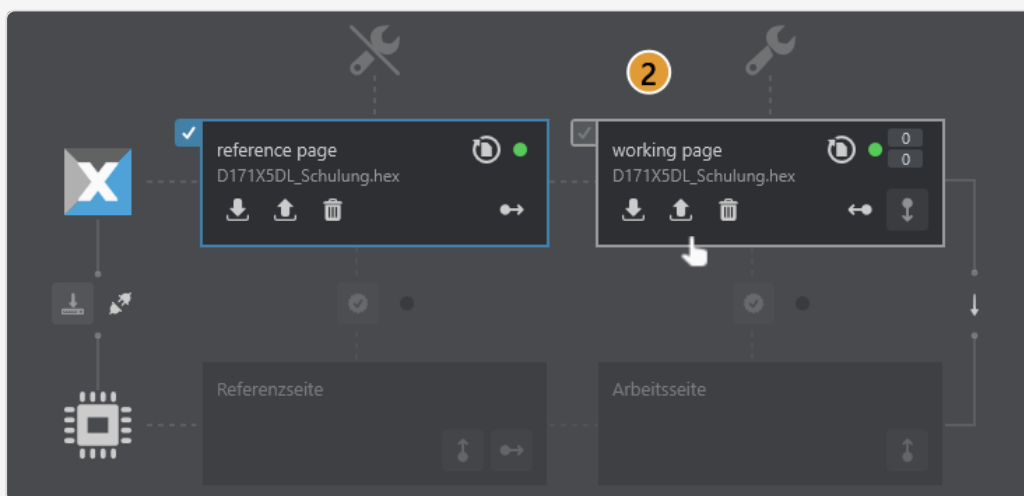 2
reference page
D171X5DL_Schulung.hex
working page
D171X5DL_Schulung.hex
0
0
X
Referenzseite
Arbeitsseite